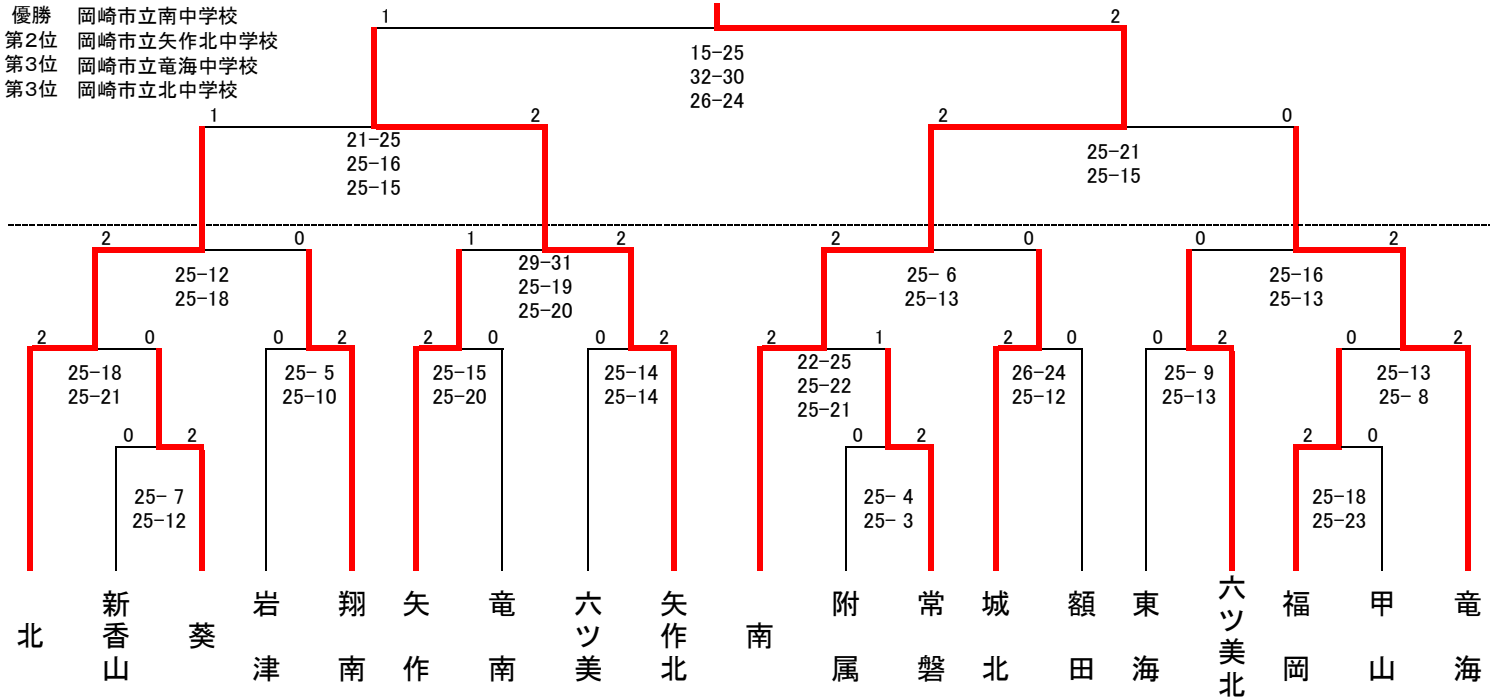 優勝 岡崎市立南中学校
第2位 岡崎市立矢作北中学校
第3位 岡崎市立竜海中学校
第3位 岡崎市立北中学校
1 2
15-25
32-30
26-24
1 2
21-25
25-16
25-15
2 0
25-21
25-15
2 0
25-12
25-18
1 2
29-31
25-19
25-20
2 0
25- 6
25-13
0 2
25-16
25-13
2 0
25-18
25-21
0 2
25- 5
25-10
2 0
25-15
25-20
0 2
25-14
25-14
2 1
22-25
25-22
25-21
2 0
26-24
25-12
0 2
25- 9
25-13
0 2
25-13
25- 8
0 2
25- 7
25-12
0 2
25- 4
25- 3
2 0
25-18
25-23
北
新香山
葵
岩津
翔南
矢作
竜南
六ツ美
矢作北
南
附属
常磐
城北
額田
東海
六ツ美北
福岡
甲山
竜海